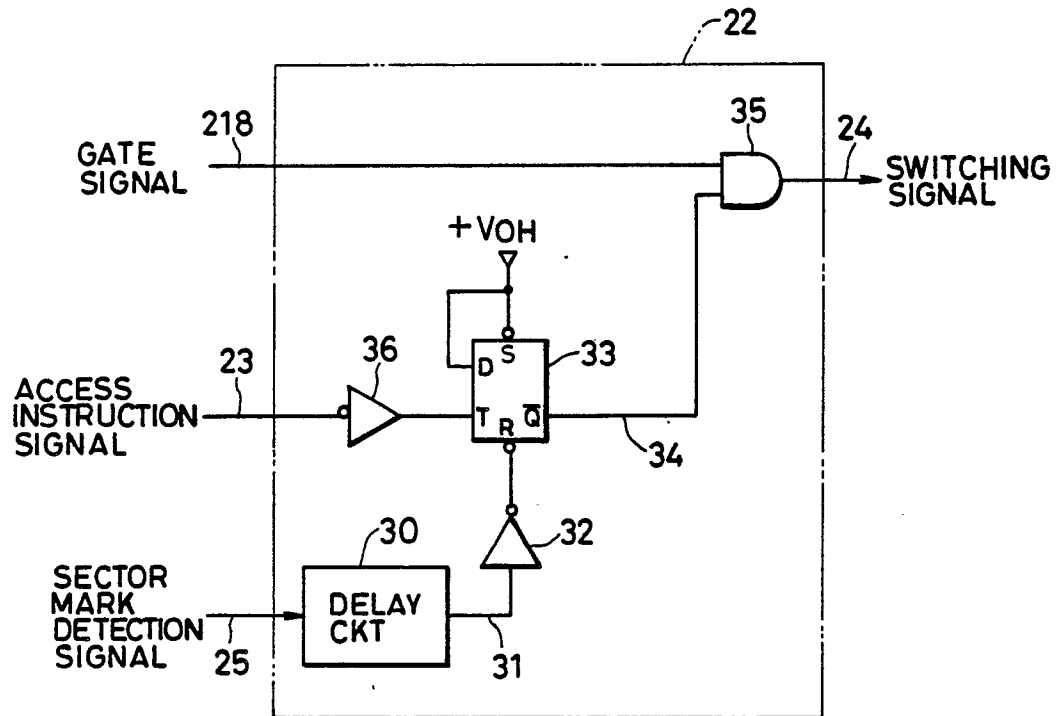 22
35
218
24
GATE
SIGNAL
SWITCHING
SIGNAL
+VOH
S
D
33
36
23
ACCESS
INSTRUCTION
SIGNAL
T
R
Q̅
34
32
30
SECTOR
MARK
DETECTION
SIGNAL
DELAY
CKT
25
31